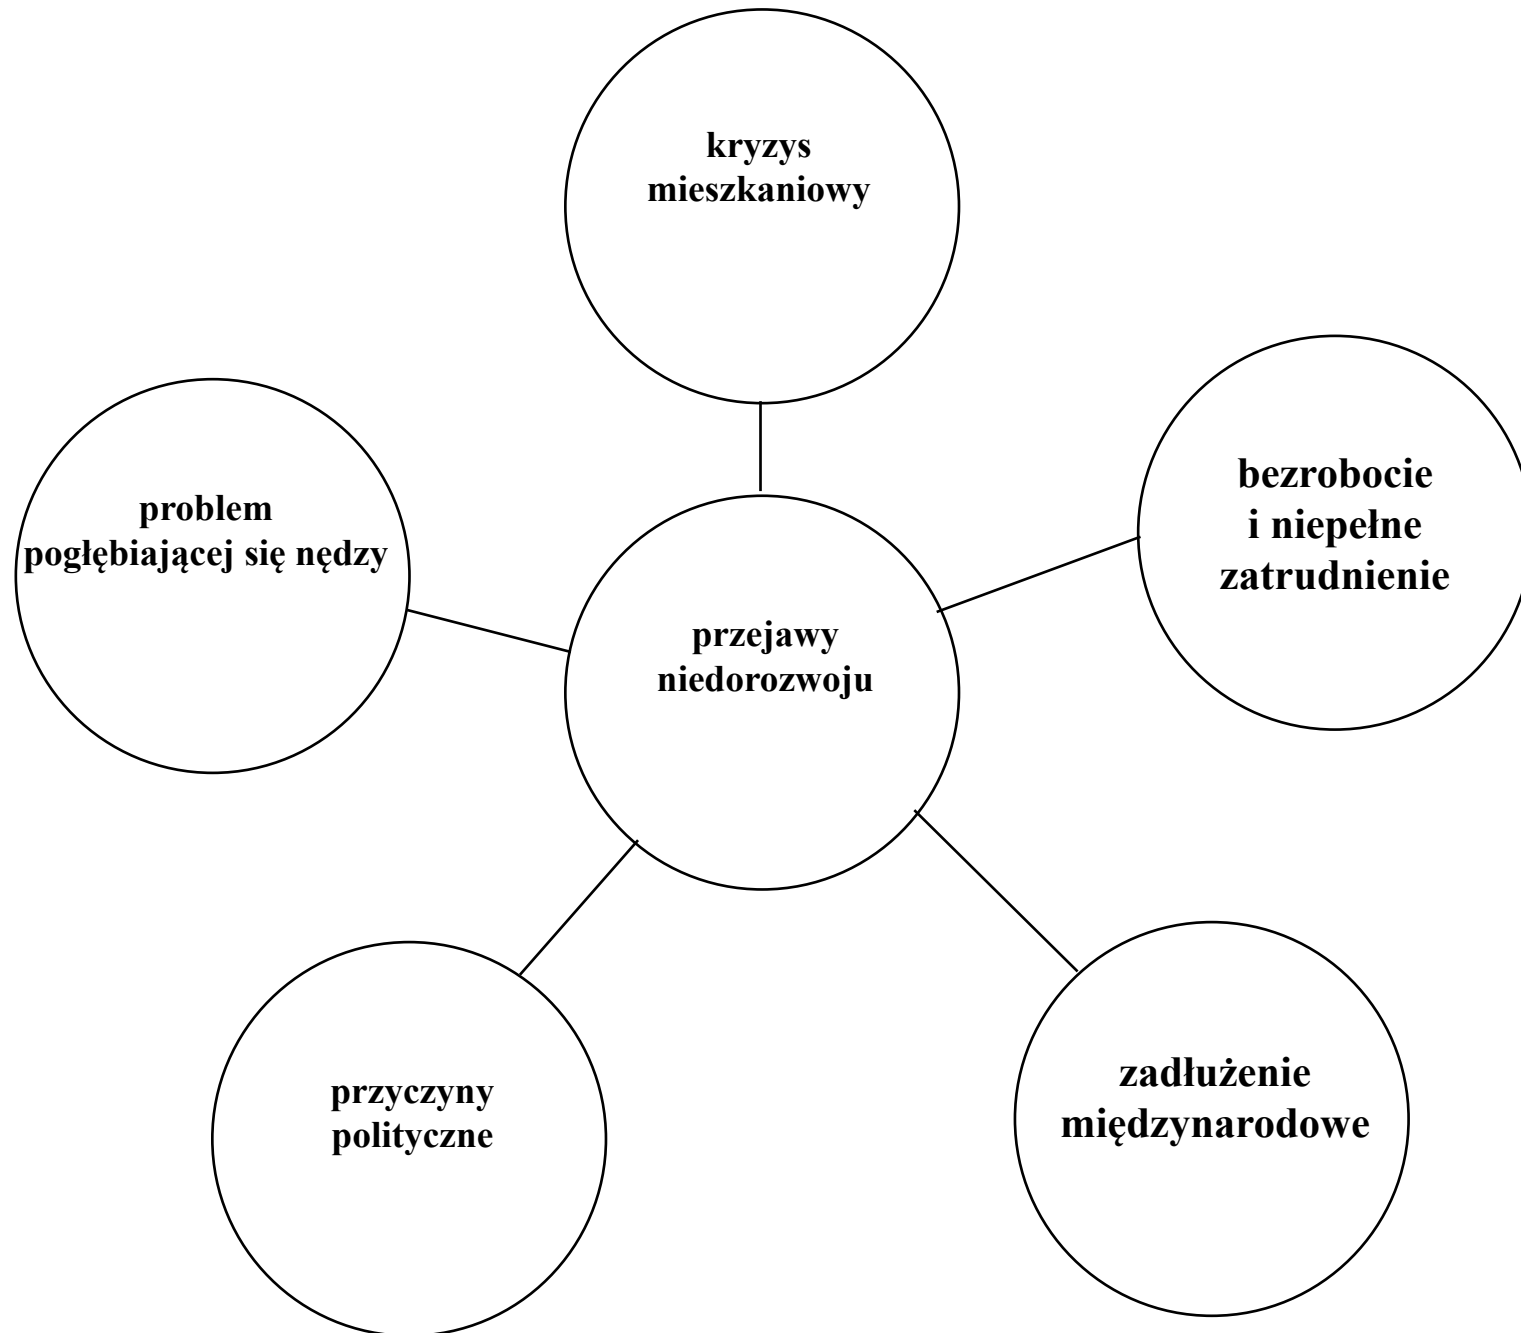 kryzys
mieszkaniowy
problem
pogłębiającej się nędzy
bezrobocie
i niepełne
zatrudnienie
przejawy
niedorozwoju
przyczyny
polityczne
zadłużenie
międzynarodowe